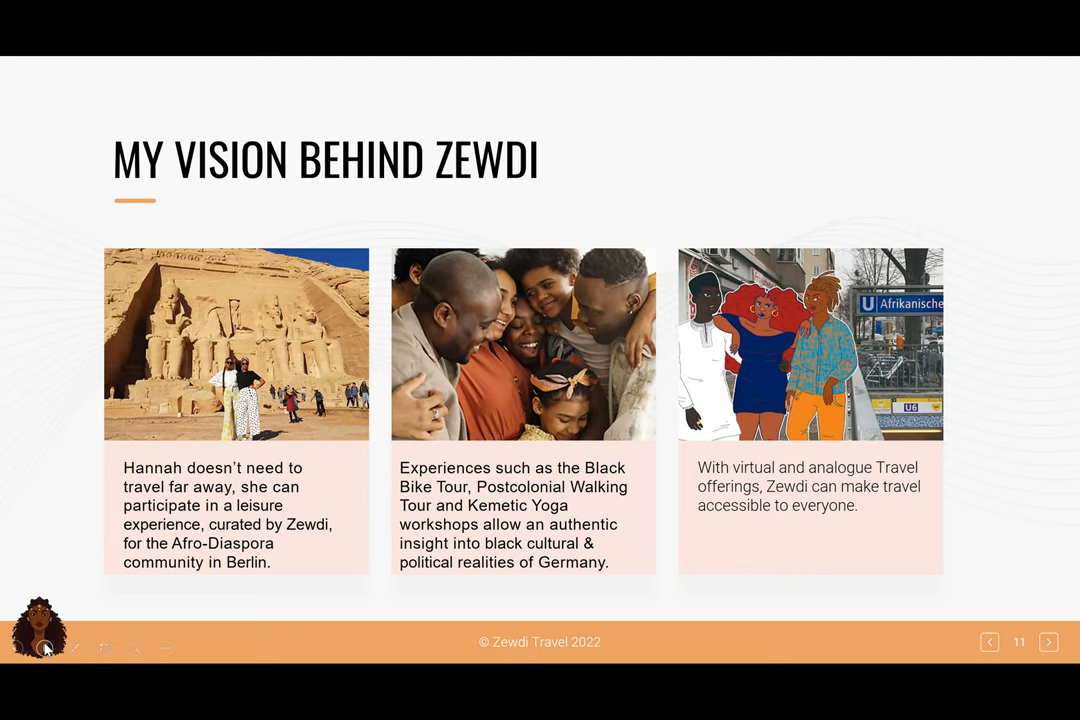 MY VISION BEHIND ZEWDI
Hannah doesn't need to
travel far away, she can
participate in a leisure
experience, curated by Zewdi,
for the Afro-Diaspora
community in Berlin.
Experiences such as the Black
Bike Tour, Postcolonial Walking
Tour and Kemetic Yoga
workshops allow an authentic
insight into black cultural &
political realities of Germany.
U Afrikanische
U6
With virtual and analogue Travel
offerings, Zewdi can make travel
accessible to everyone.
© Zewdi Travel 2022
11